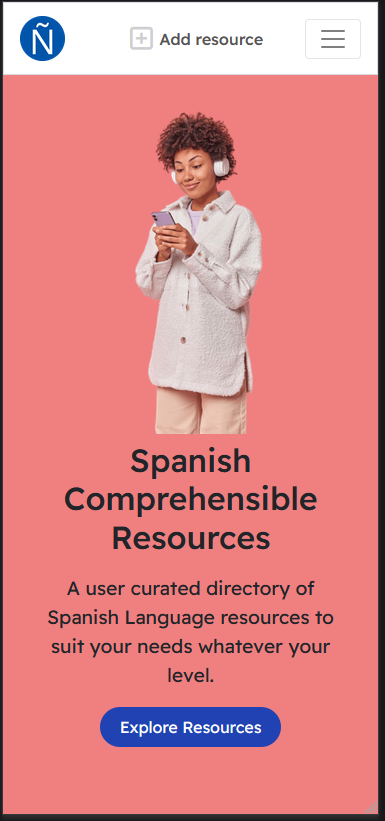 Ñ
Add resource
Spanish
Comprehensible
Resources
A user curated directory of
Spanish Language resources to
suit your needs whatever your
level.
Explore Resources